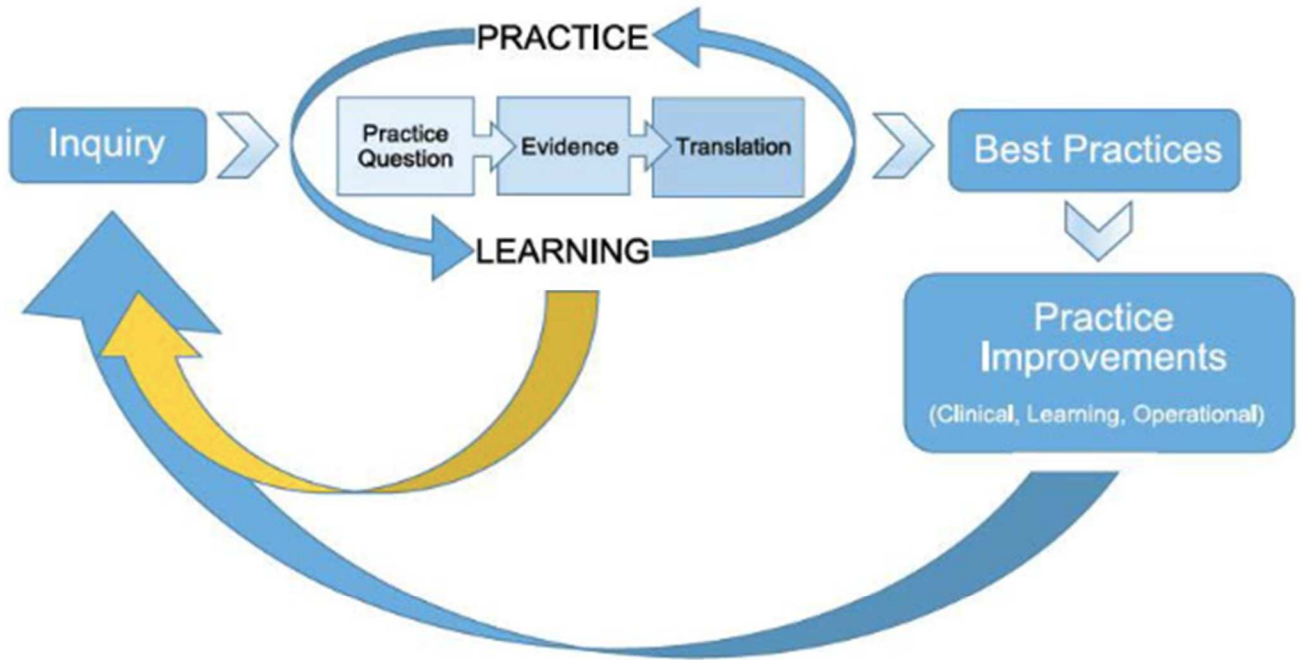 PRACTICE
Inquiry
Practice
Question
Evidence
Translation
LEARNING
Best Practices
Practice
Improvements
(Clinical, Learning, Operational)